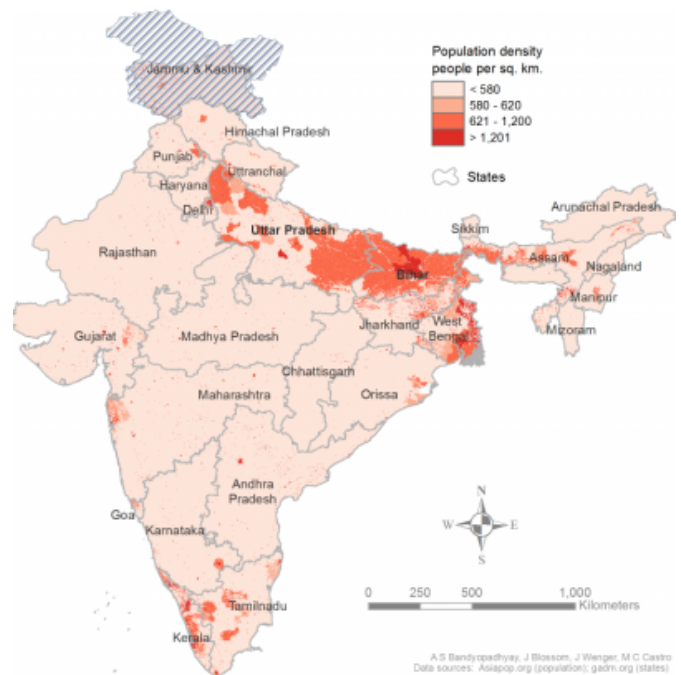 Population density
people per sq. km.
< 580
580 - 620
621 - 1,200
> 1,201
States
Jammu & Kashmir
Himachal Pradesh
Punjab
Uttranchal
Haryana
Delhi
Arunachal Pradesh
Uttar Pradesh
Sikkim
Rajasthan
Assam
Bihar
Nagaland
Manipur
Jharkhand
West
Bengal
Mizoram
Gujarat
Madhya Pradesh
Chhattisgarh
Maharashtra
Orissa
Andhra
Pradesh
Goa
Karnataka
N
W E
S
0 250 500 1,000
Kilometers
Tamilnadu
Kerala
A S Bandyopadhyay, J Blossom, J Wenger, M C Castro
Data sources: Asiapop.org (population); gadm.org (states)